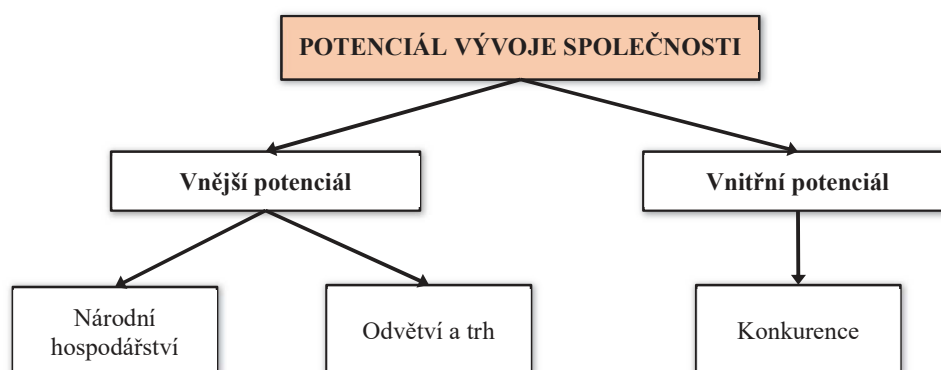 POTENCIÁL VÝVOJE SPOLEČNOSTI
Vnější potenciál
Vnitřní potenciál
Národní
hospodářství
Odvětví a trh
Konkurence